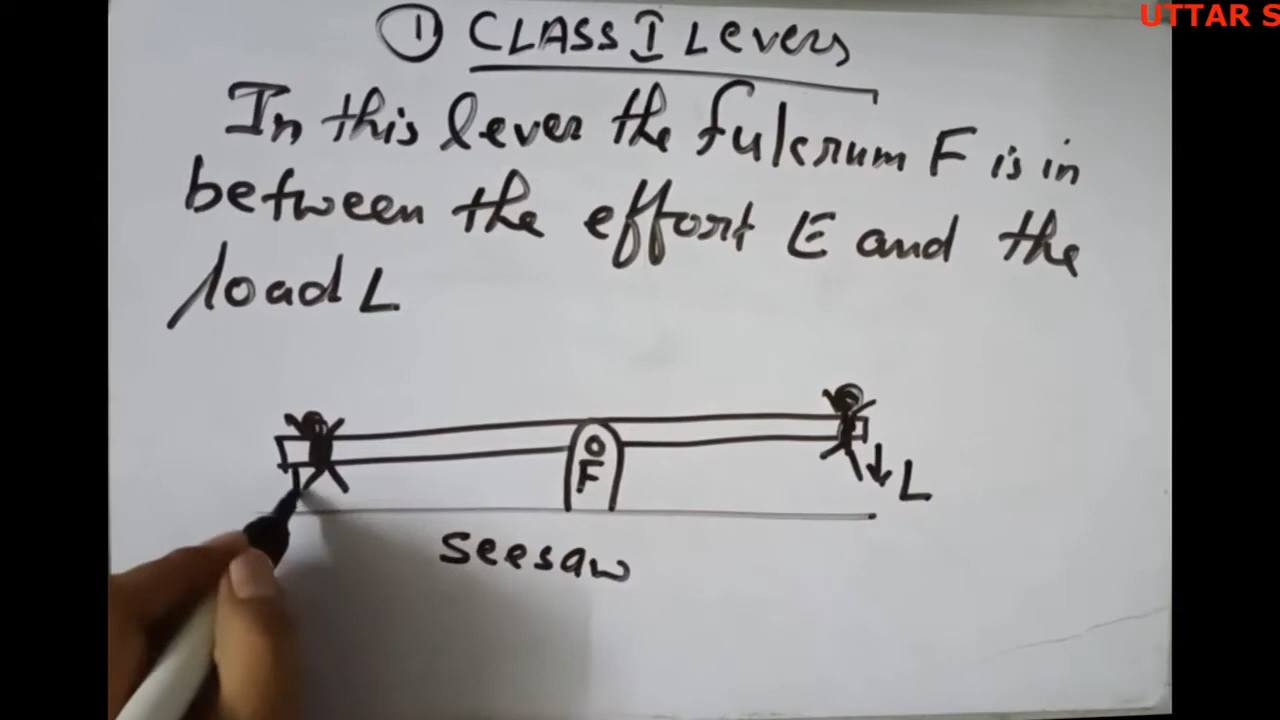 UTTAR S
① CLASS I Levers
In this lever the fulcrum F is in
between the effort E and the
load L
F
L
seesaw